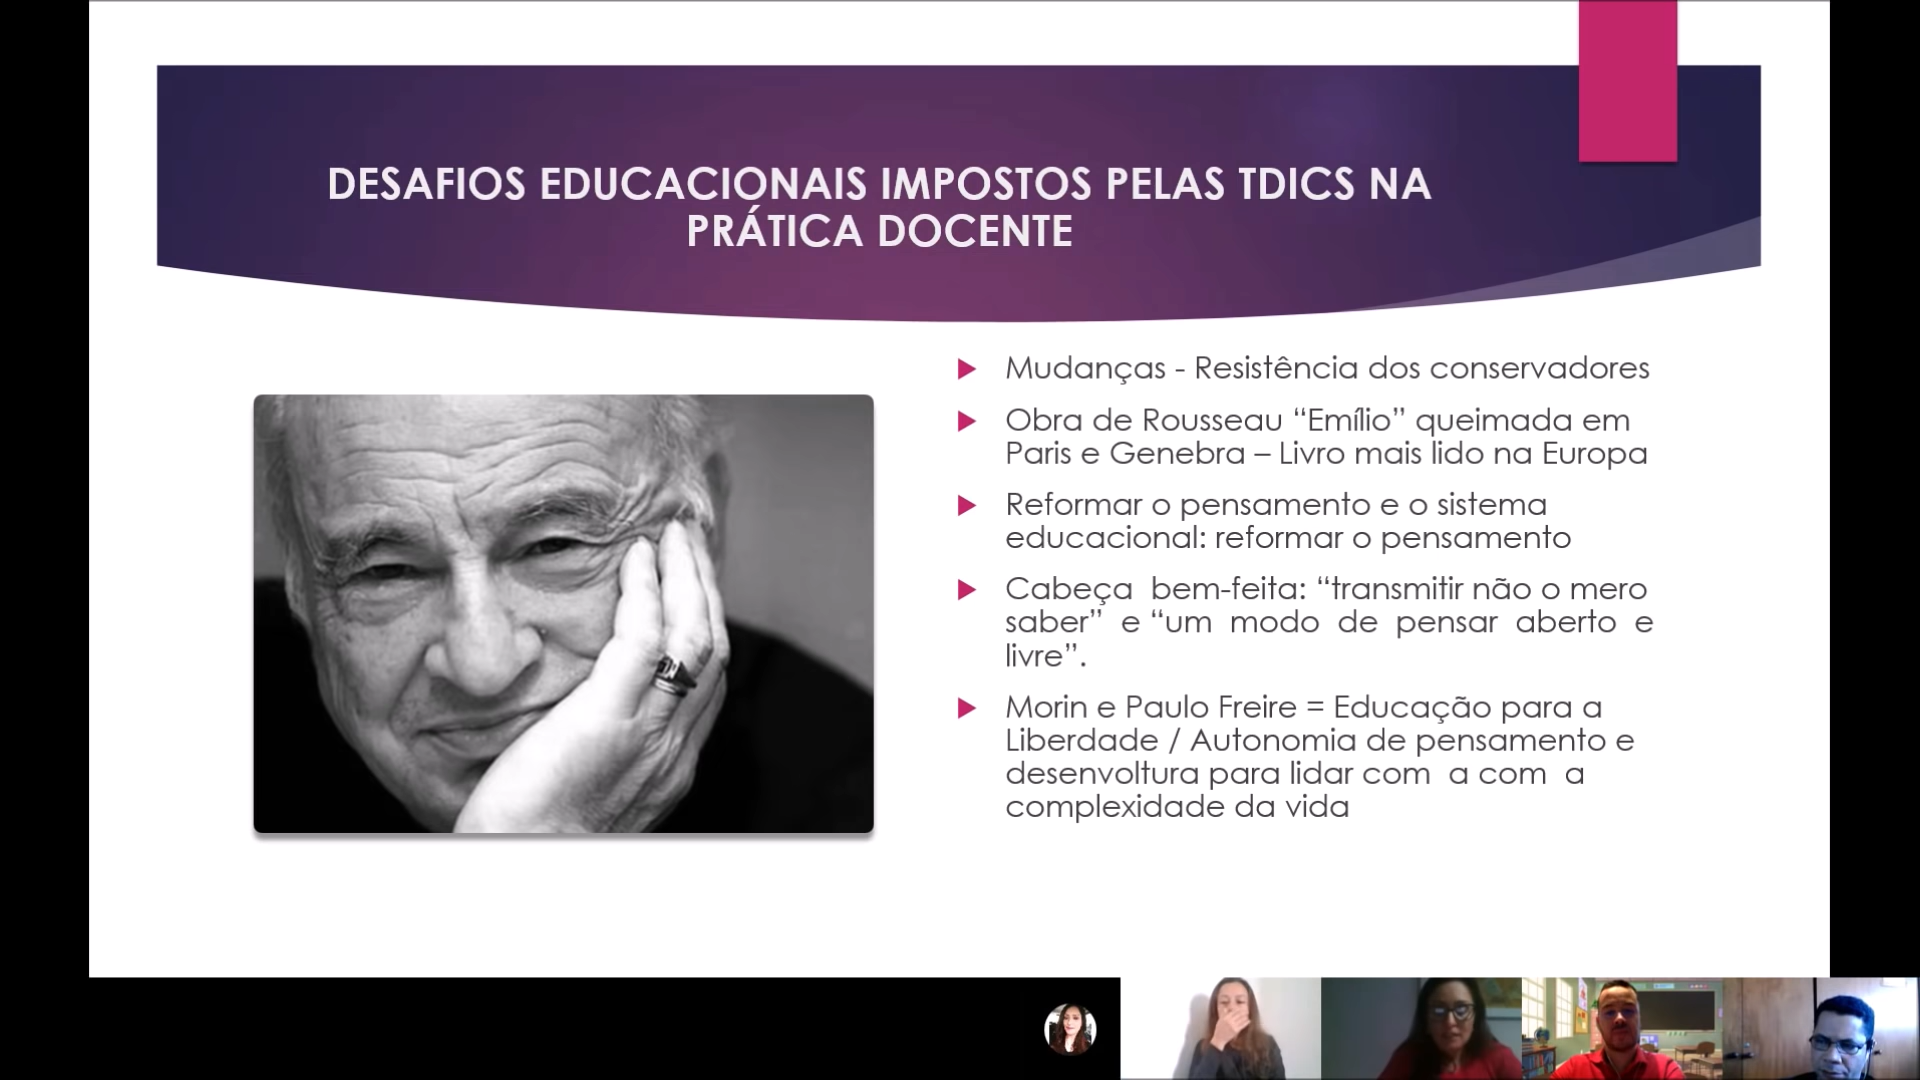 DESAFIOS EDUCACIONAIS IMPOSTOS PELAS TDICS NA
PRÁTICA DOCENTE
Mudanças - Resistência dos conservadores
Obra de Rousseau “Emílio” queimada em
Paris e Genebra – Livro mais lido na Europa
Reformar o pensamento e o sistema
educacional: reformar o pensamento
Cabeça bem-feita: “transmitir não o mero
saber” e “um modo de pensar aberto e
livre”.
Morin e Paulo Freire = Educação para a
Liberdade / Autonomia de pensamento e
desenvoltura para lidar com a com a
complexidade da vida